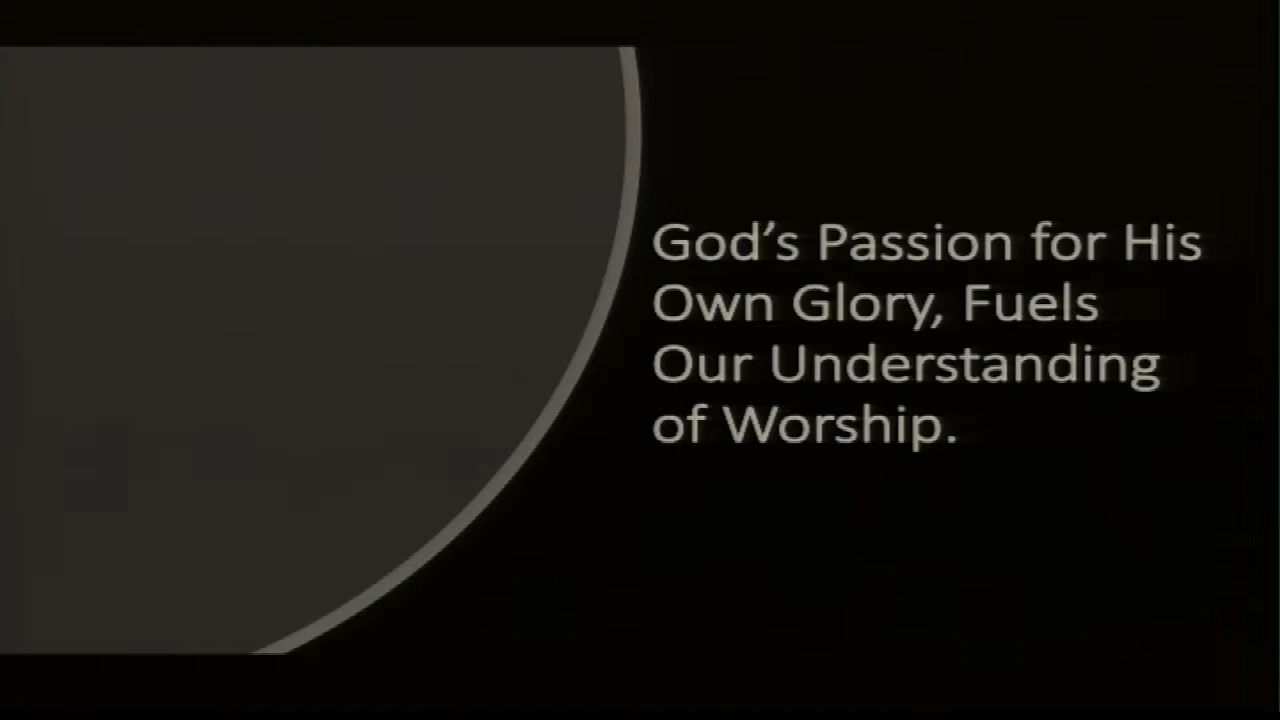 God’s Passion for His
Own Glory, Fuels
Our Understanding
of Worship.